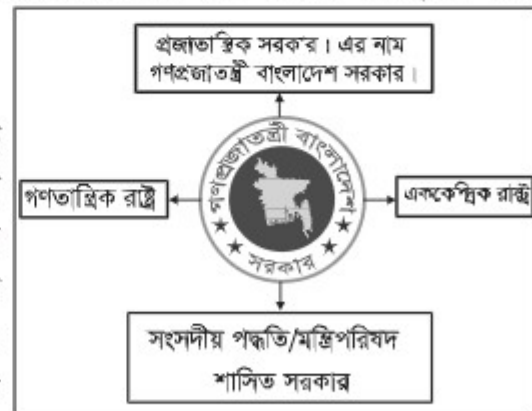 প্রজাতান্ত্রিক সরকার। এর নাম
গণপ্রজাতন্ত্রী বাংলাদেশ সরকার।
গণপ্রজাতন্ত্রী বাংলাদেশ
সরকার
গণতান্ত্রিক রাষ্ট্র
এককেন্দ্রিক রাষ্ট্র
সংসদীয় পদ্ধতি/মন্ত্রিপরিষদ
শাসিত সরকার